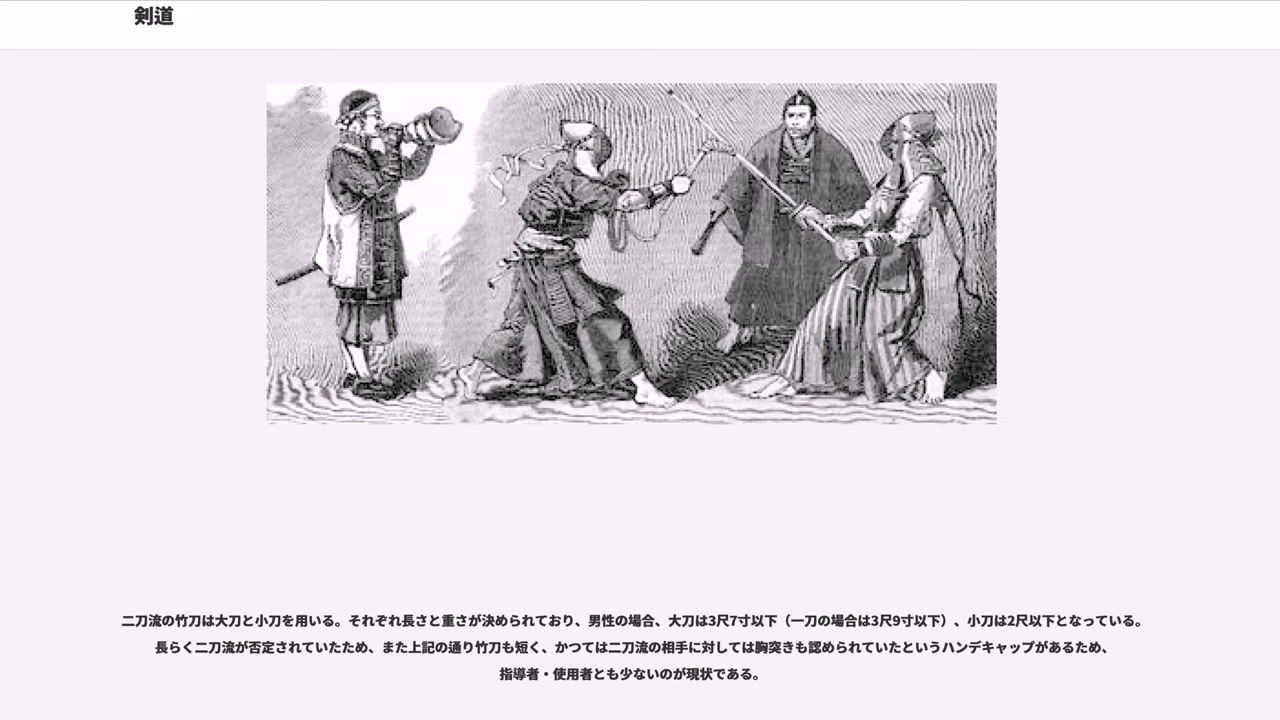 剣道
二刀流の竹刀は大刀と小刀を用いる。それぞれ長さと重さが決められており、男性の場合、大刀は3尺7寸以下（一刀の場合は3尺9寸以下）、小刀は2尺以下となっている。
長らく二刀流が否定されていたため、また上記の通り竹刀も短く、かつては二刀流の相手に対しては胸突きも認められていたというハンデキャップがあるため、
指導者・使用者とも少ないのが現状である。